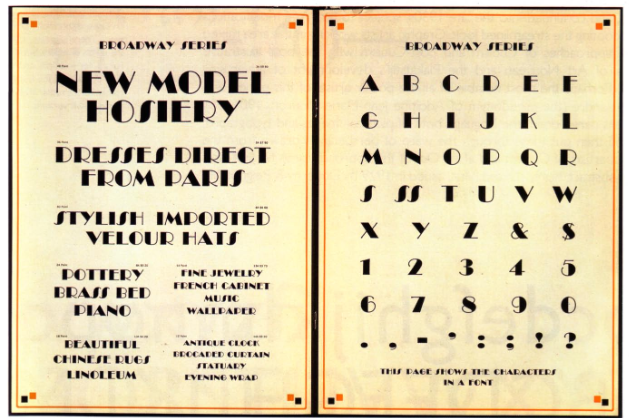 BROADWAY SERIES
NEW MODEL
HOSIERY
DRESSES DIRECT
FROM PARIS
STYLISH IMPORTED
VELOUR HATS
POTTERY
BRASS BED
PIANO
FINE JEWELRY
FRENCH CABINET
MUSIC
WALLPAPER
BEAUTIFUL
CHINESE RUGS
LINOLEUM
ANTIQUE CLOCK
BROCADED CURTAIN
STATUARY
EVENING WRAP
BROADWAY SERIES
A B C D E F
G H I J K L
M N O P Q R
S SS T U V W
X Y Z & $
1 2 3 4 5
6 7 8 9 0
. , - ' : ; ! ?
THIS PAGE SHOWS THE CHARACTERS
IN A FONT